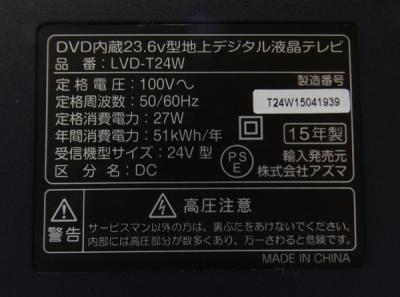 DVD内蔵23.6v型地上デジタル液晶テレビ
品 番：LVD-T24W
定格電圧：100V～
製造番号
定格周波数：50/60Hz
T24W15041939
定格消費電力：27W
年間消費電力：51kWh/年
15年製
受信機型サイズ：24V型
PSE
輸入発売元
区 分 名：DC
株式会社アズマ
高圧注意
警告
サービスマン以外の方は、裏ぶたをあけないでください。
内部には高圧部分が数多くあり、万一さわると危険です。
MADE IN CHINA